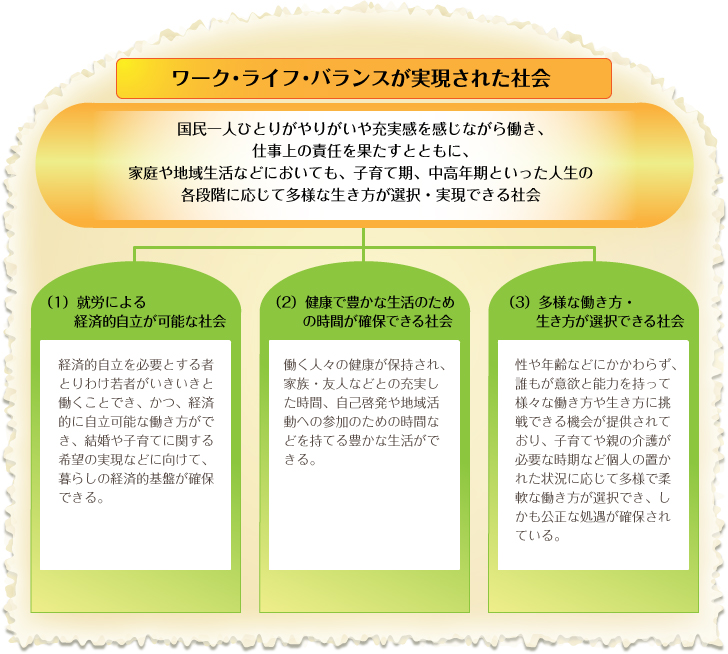 ワーク・ライフ・バランスが実現された社会
国民一人ひとりがやりがいや充実感を感じながら働き、
仕事上の責任を果たすとともに、
家庭や地域生活などにおいても、子育て期、中高年期といった人生の
各段階に応じて多様な生き方が選択・実現できる社会
（1）就労による
経済的自立が可能な社会
経済的自立を必要とする者
とりわけ若者がいきいきと
働くことでき、かつ、経済
的に自立可能な働き方がで
き、結婚や子育てに関する
希望の実現などに向けて、
暮らしの経済的基盤が確保
できる。
（2）健康で豊かな生活のため
の時間が確保できる社会
働く人々の健康が保持され、
家族・友人などとの充実し
た時間、自己啓発や地域活
動への参加のための時間な
どを持てる豊かな生活がで
きる。
（3）多様な働き方・
生き方が選択できる社会
性や年齢などにかかわらず、
誰もが意欲と能力を持って
様々な働き方や生き方に挑
戦できる機会が提供されて
おり、子育てや親の介護が
必要な時期など個人の置か
れた状況に応じて多様で柔
軟な働き方が選択でき、し
かも公正な処遇が確保され
ている。